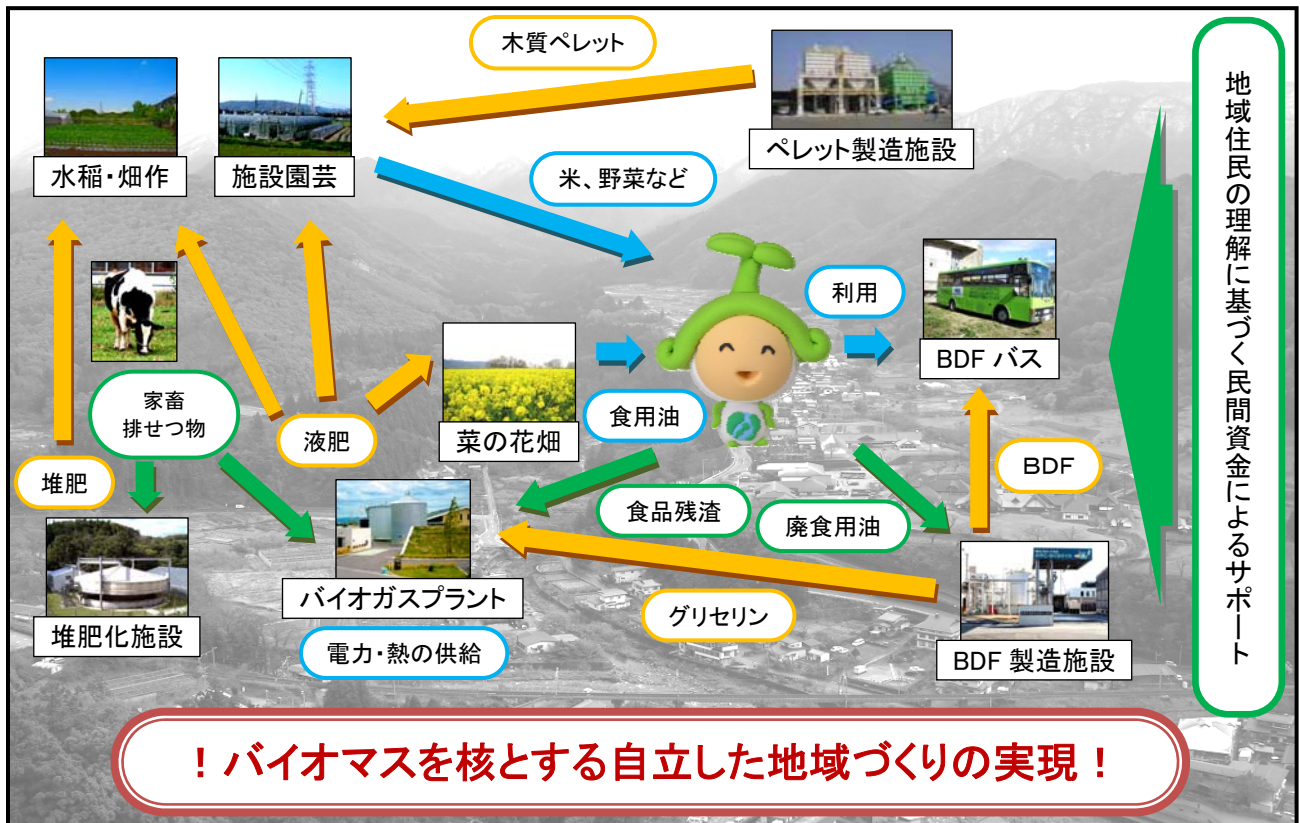 木質ペレット
水稲・畑作
施設園芸
ペレット製造施設
米、野菜など
利用
BDF バス
家畜
排せつ物
液肥
菜の花畑
食用油
堆肥
BDF
食品残渣
廃食用油
堆肥化施設
バイオガスプラント
電力・熱の供給
グリセリン
BDF 製造施設
地域住民の理解に基づく民間資金によるサポート
！バイオマスを核とする自立した地域づくりの実現！